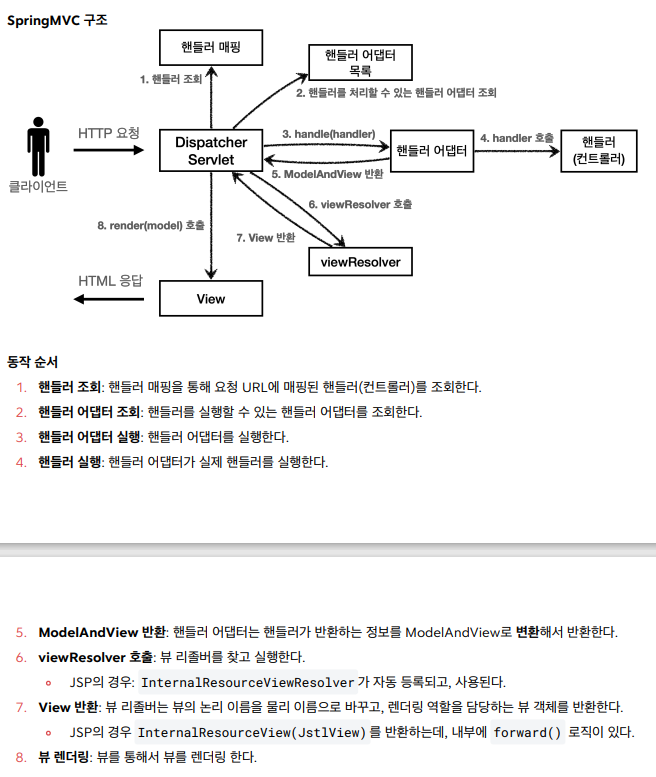 SpringMVC 구조
핸들러 매핑
핸들러 어댑터
목록
1. 핸들러 조회
2. 핸들러를 처리할 수 있는 핸들러 어댑터 조회
HTTP 요청
클라이언트
Dispatcher
Servlet
3. handle(handler)
핸들러 어댑터
4. handler 호출
핸들러
(컨트롤러)
5. ModelAndView 반환
6. viewResolver 호출
7. View 반환
8. render(model) 호출
viewResolver
HTML 응답
View
동작 순서
1. 핸들러 조회: 핸들러 매핑을 통해 요청 URL에 매핑된 핸들러(컨트롤러)를 조회한다.
2. 핸들러 어댑터 조회: 핸들러를 실행할 수 있는 핸들러 어댑터를 조회한다.
3. 핸들러 어댑터 실행: 핸들러 어댑터를 실행한다.
4. 핸들러 실행: 핸들러 어댑터가 실제 핸들러를 실행한다.
5. ModelAndView 반환: 핸들러 어댑터는 핸들러가 반환하는 정보를 ModelAndView로 변환해서 반환한다.
6. viewResolver 호출: 뷰 리졸버를 찾고 실행한다.
JSP의 경우: InternalResourceViewResolver 가 자동 등록되고, 사용된다.
7. View 반환: 뷰 리졸버는 뷰의 논리 이름을 물리 이름으로 바꾸고, 렌더링 역할을 담당하는 뷰 객체를 반환한다.
JSP의 경우 InternalResourceView(JstlView) 를 반환하는데, 내부에 forward() 로직이 있다.
8. 뷰 렌더링: 뷰를 통해서 뷰를 렌더링 한다.